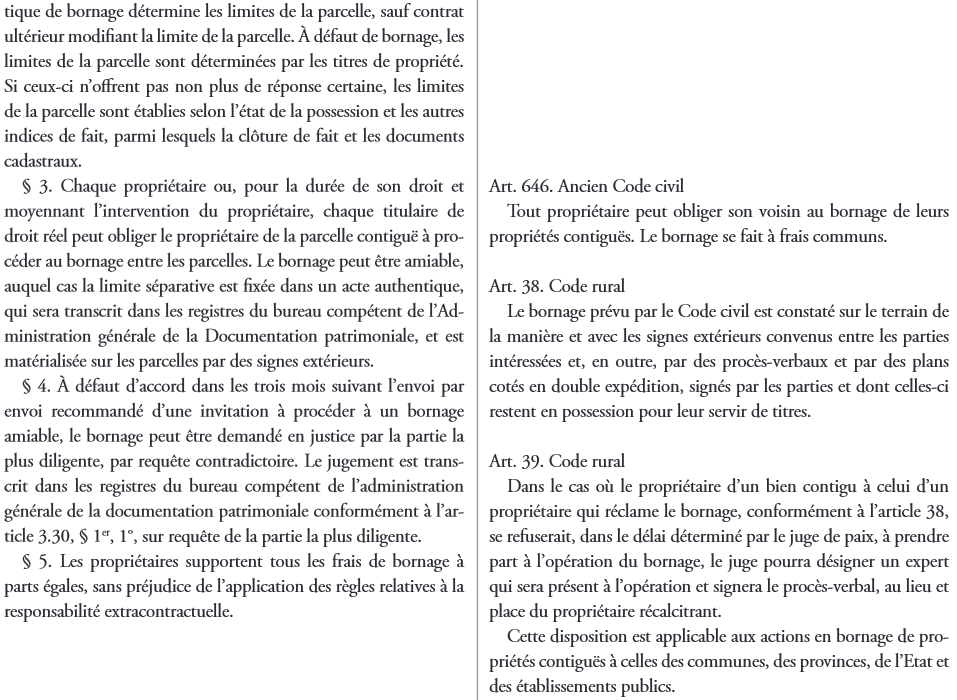 tique de bornage détermine les limites de la parcelle, sauf contrat
ultérieur modifiant la limite de la parcelle. À défaut de bornage, les
limites de la parcelle sont déterminées par les titres de propriété.
Si ceux-ci n'offrent pas non plus de réponse certaine, les limites
de la parcelle sont établies selon l'état de la possession et les autres
indices de fait, parmi lesquels la clôture de fait et les documents
cadastraux.
§ 3. Chaque propriétaire ou, pour la durée de son droit et
moyennant l'intervention du propriétaire, chaque titulaire de
droit réel peut obliger le propriétaire de la parcelle contiguë à pro-
céder au bornage entre les parcelles. Le bornage peut être amiable,
auquel cas la limite séparative est fixée dans un acte authentique,
qui sera transcrit dans les registres du bureau compétent de l'Ad-
ministration générale de la Documentation patrimoniale, et est
matérialisée sur les parcelles par des signes extérieurs.
§ 4. À défaut d'accord dans les trois mois suivant l'envoi par
envoi recommandé d'une invitation à procéder à un bornage
amiable, le bornage peut être demandé en justice par la partie la
plus diligente, par requête contradictoire. Le jugement est trans-
crit dans les registres du bureau compétent de l'administration
générale de la documentation patrimoniale conformément à l'ar-
ticle 3.30, § 1er, 1°, sur requête de la partie la plus diligente.
§ 5. Les propriétaires supportent tous les frais de bornage à
parts égales, sans préjudice de l'application des règles relatives à la
responsabilité extracontractuelle.
Art. 646. Ancien Code civil
Tout propriétaire peut obliger son voisin au bornage de leurs
propriétés contiguës. Le bornage se fait à frais communs.
Art. 38. Code rural
Le bornage prévu par le Code civil est constaté sur le terrain de
la manière et avec les signes extérieurs convenus entre les parties
intéressées et, en outre, par des procès-verbaux et par des plans
cotés en double expédition, signés par les parties et dont celles-ci
restent en possession pour leur servir de titres.
Art. 39. Code rural
Dans le cas où le propriétaire d'un bien contigu à celui d'un
propriétaire qui réclame le bornage, conformément à l'article 38,
se refuserait, dans le délai déterminé par le juge de paix, à prendre
part à l'opération du bornage, le juge pourra désigner un expert
qui sera présent à l'opération et signera le procès-verbal, au lieu et
place du propriétaire récalcitrant.
Cette disposition est applicable aux actions en bornage de pro-
priétés contiguës à celles des communes, des provinces, de l'Etat et
des établissements publics.